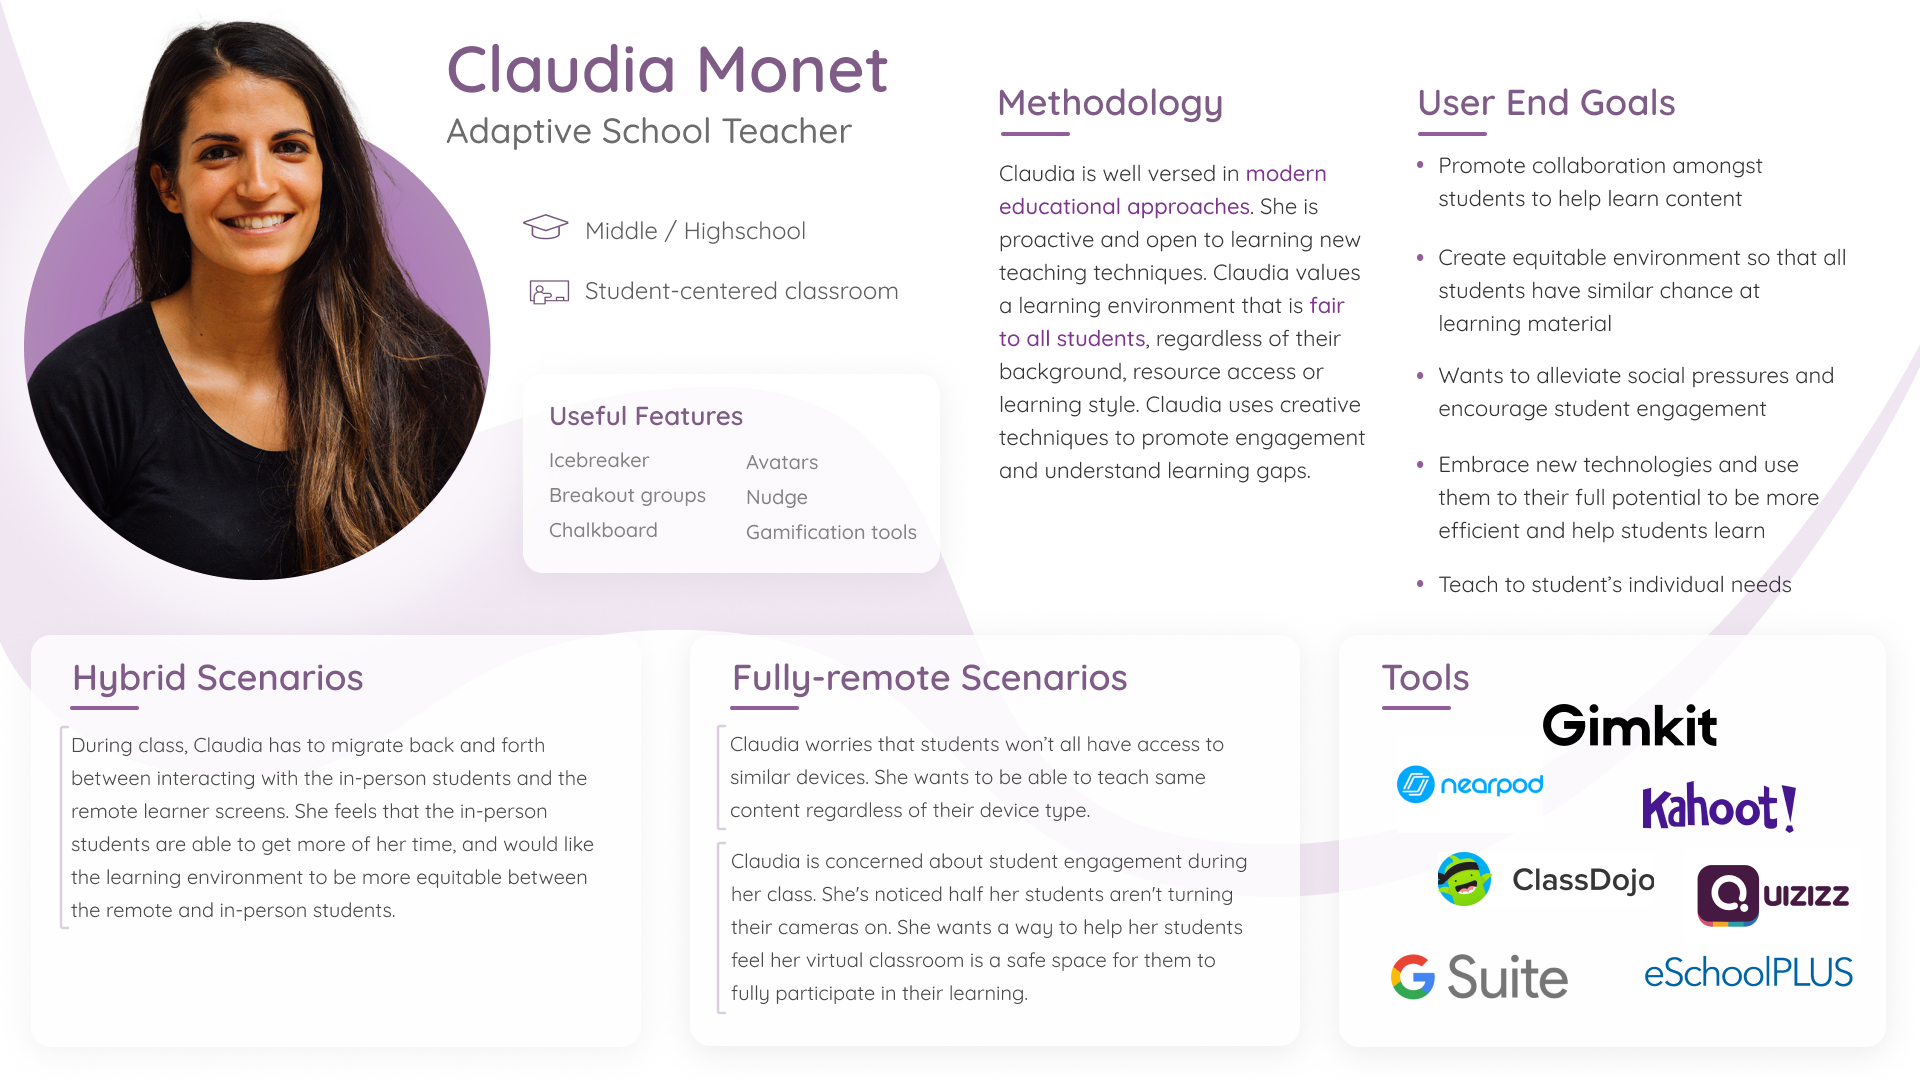 Claudia Monet
Adaptive School Teacher
Middle / Highschool
Student-centered classroom
Useful Features
Icebreaker
Breakout groups
Chalkboard
Avatars
Nudge
Gamification tools
Methodology
Claudia is well versed in modern
educational approaches. She is
proactive and open to learning new
teaching techniques. Claudia values
a learning environment that is fair
to all students, regardless of their
background, resource access or
learning style. Claudia uses creative
techniques to promote engagement
and understand learning gaps.
User End Goals
• Promote collaboration amongst
students to help learn content
• Create equitable environment so that all
students have similar chance at
learning material
• Wants to alleviate social pressures and
encourage student engagement
• Embrace new technologies and use
them to their full potential to be more
efficient and help students learn
• Teach to student’s individual needs
Hybrid Scenarios
During class, Claudia has to migrate back and forth
between interacting with the in-person students and the
remote learner screens. She feels that the in-person
students are able to get more of her time, and would like
the learning environment to be more equitable between
the remote and in-person students.
Fully-remote Scenarios
Claudia worries that students won’t all have access to
similar devices. She wants to be able to teach same
content regardless of their device type.
Claudia is concerned about student engagement during
her class. She's noticed half her students aren't turning
their cameras on. She wants a way to help her students
feel her virtual classroom is a safe space for them to
fully participate in their learning.
Tools
Gimkit
nearpod
Kahoot!
ClassDojo
QUIZIZZ
G Suite
eSchoolPLUS